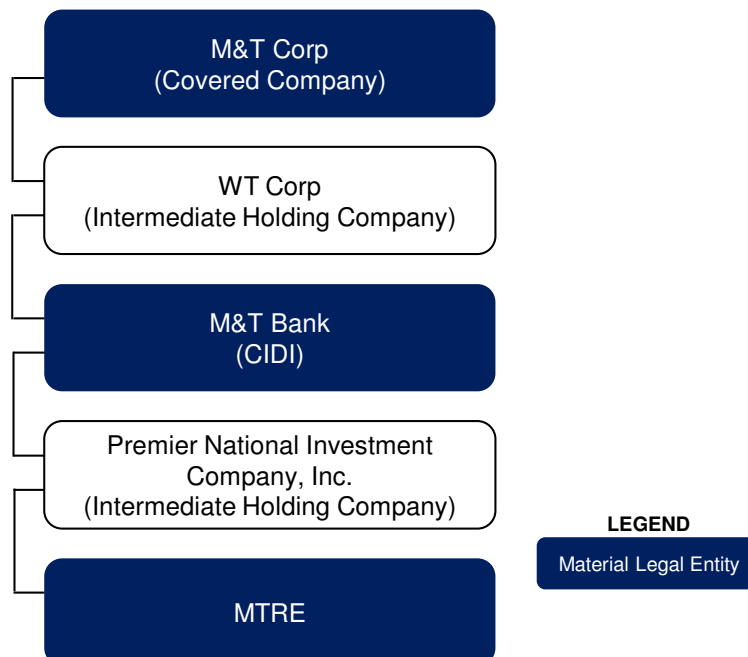 M&T Corp
(Covered Company)
WT Corp
(Intermediate Holding Company)
M&T Bank
(CIDI)
Premier National Investment
Company, Inc.
(Intermediate Holding Company)
LEGEND
Material Legal Entity
MTRE